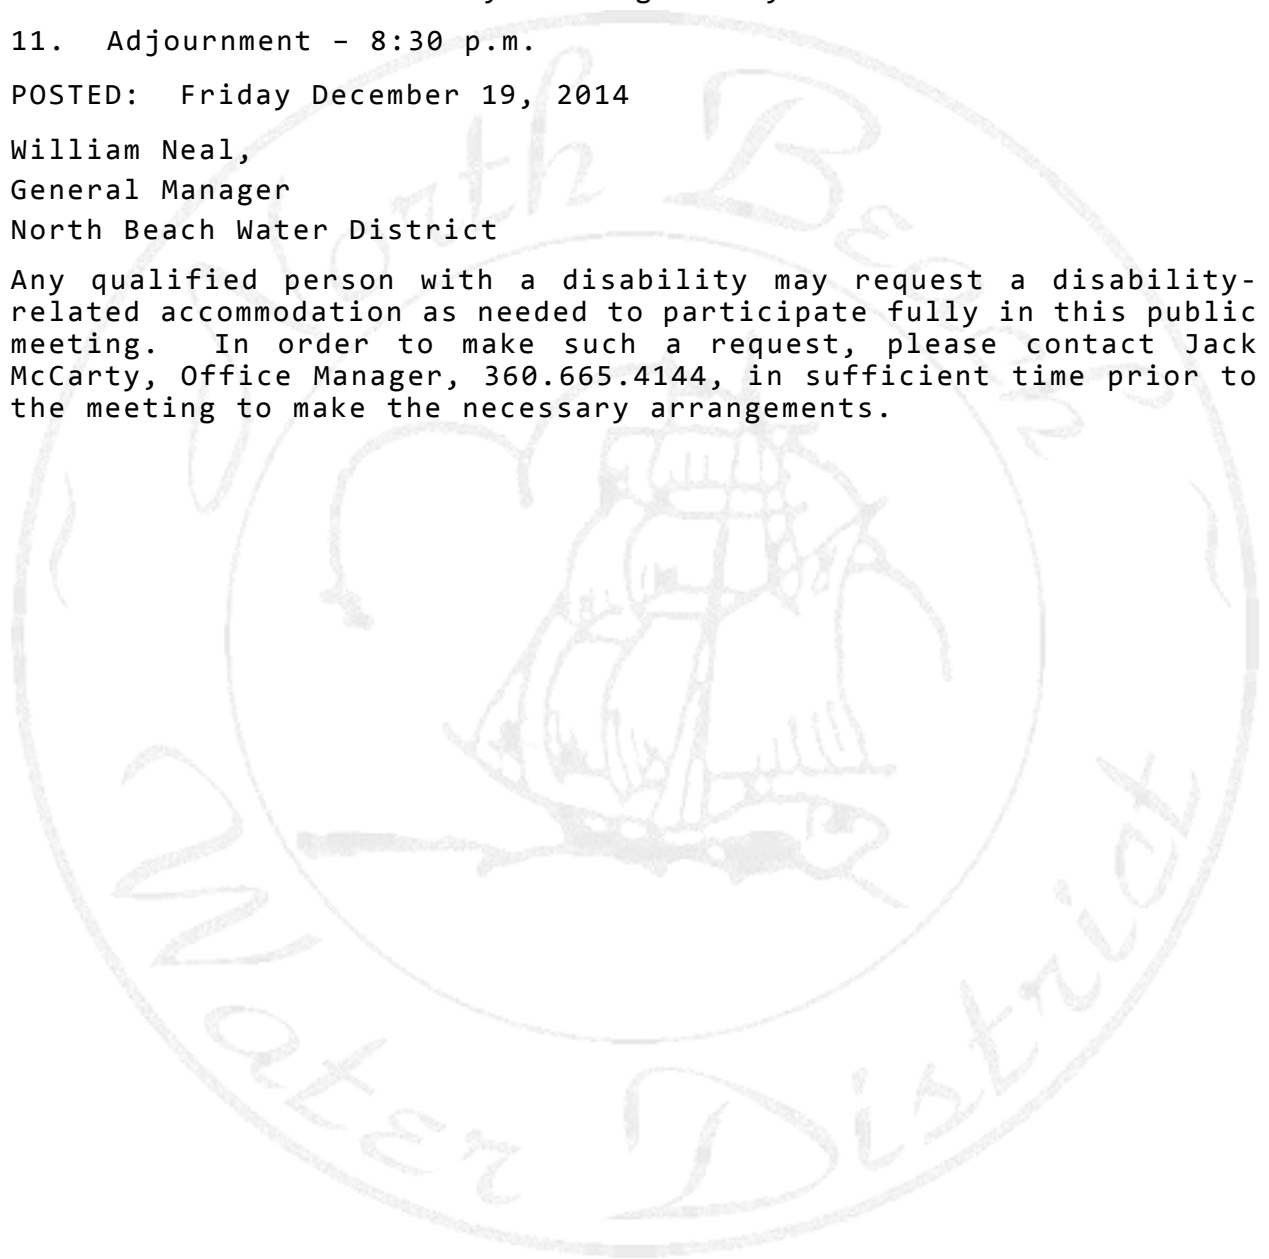 11.  Adjournment – 8:30 p.m.
POSTED:  Friday December 19, 2014
William Neal,
General Manager
North Beach Water District
Any qualified person with a disability may request a disability-
related accommodation as needed to participate fully in this public
meeting.  In order to make such a request, please contact Jack
McCarty, Office Manager, 360.665.4144, in sufficient time prior to
the meeting to make the necessary arrangements.
North Beach
Water District